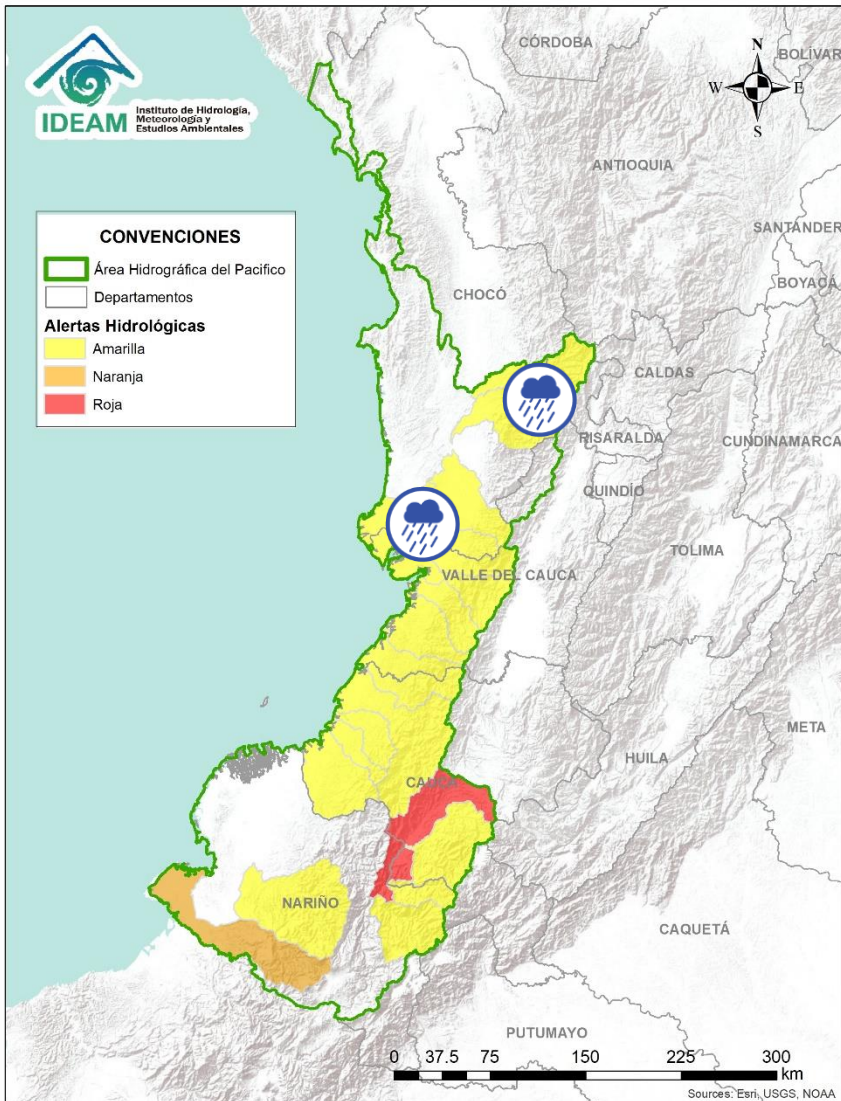 IDEAM
Instituto de Hidrología,
Meteorología y
Estudios Ambientales
CÓRDOBA
BOLÍVAR
N
W
E
S
ANTIOQUIA
SANTANDER
BOYACÁ
CONVENCIONES
Área Hidrográfica del Pacifico
Departamentos
Alertas Hidrológicas
Amarilla
Naranja
Roja
CHOCÓ
CALDAS
RISARALDA
CUNDINAMARCA
QUINDÍO
TOLIMA
VALLE DEL CAUCA
META
HUILA
CAUCA
NARIÑO
CAQUETÁ
PUTUMAYO
0 37.5 75 150 225 300
km
Sources: Esri, USGS, NOAA